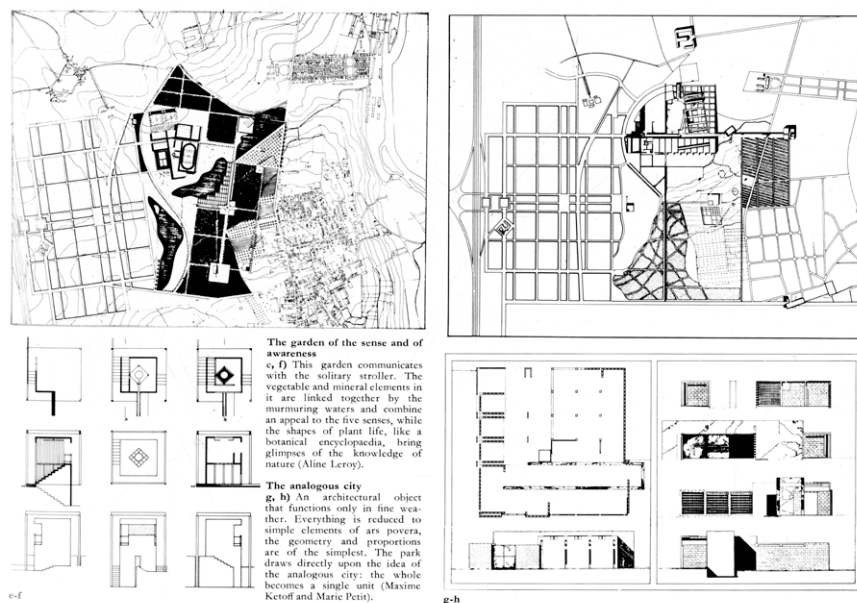 The garden of the sense and of
awareness
e, f) This garden communicates
with the solitary stroller. The
vegetable and mineral elements in
it are linked together by the
murmuring waters and combine
an appeal to the five senses, while
the shapes of plant life, like a
botanical encyclopaedia, bring
glimpses of the knowledge of
nature (Aline Leroy).
The analogous city
g, h) An architectural object
that functions only in fine wea-
ther. Everything is reduced to
simple elements of ars povera,
the geometry and proportions
are of the simplest. The park
draws directly upon the idea of
the analogous city: the whole
becomes a single unit (Maxime
Ketoff and Marie Petit).
e-f
g-h